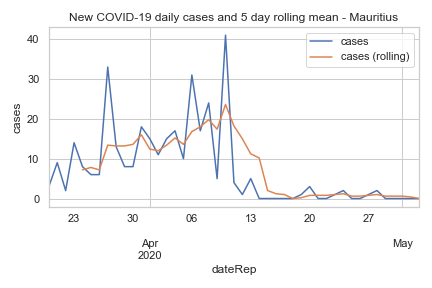 New COVID-19 daily cases and 5 day rolling mean - Mauritius
cases
cases (rolling)
cases
40
30
20
10
0
23
30
06
13
20
27
Apr
2020
May
dateRep